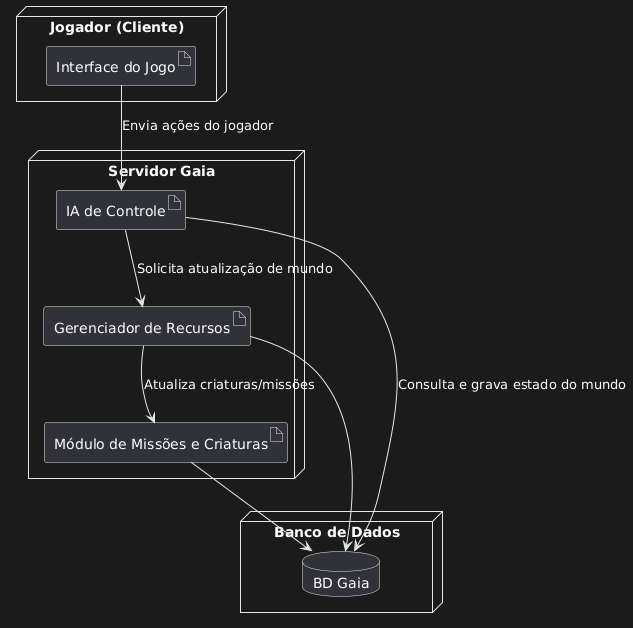 Jogador (Cliente)
Interface do Jogo
Envia ações do jogador
Servidor Gaia
IA de Controle
Solicita atualização de mundo
Gerenciador de Recursos
Atualiza criaturas/missões
Consulta e grava estado do mundo
Módulo de Missões e Criaturas
Banco de Dados
BD Gaia